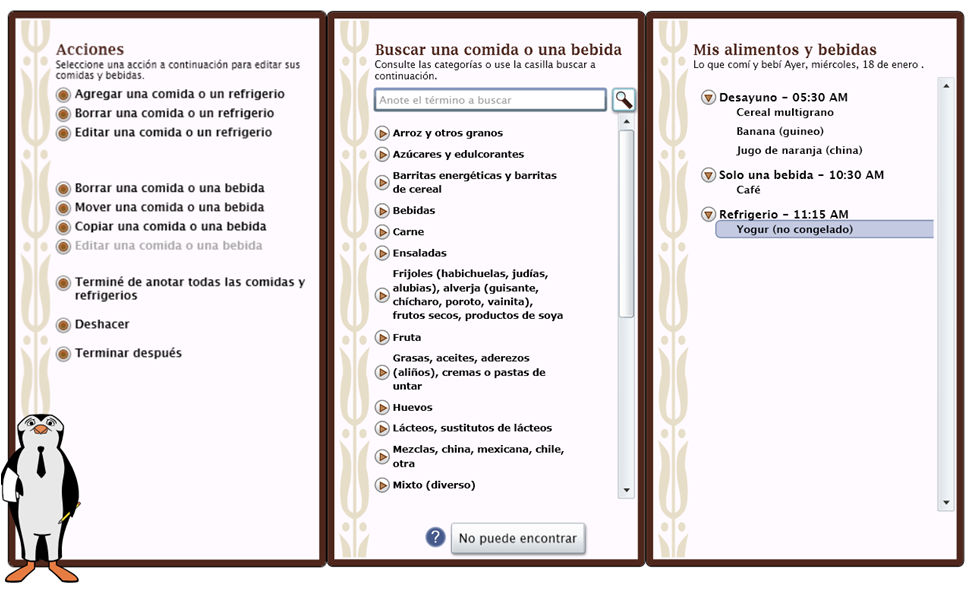 Acciones
Seleccione una acción a continuación para editar sus
comidas y bebidas.
Agregar una comida o un refrigerio
Borrar una comida o un refrigerio
Editar una comida o un refrigerio
Borrar una comida o una bebida
Mover una comida o una bebida
Copiar una comida o una bebida
Editar una comida o una bebida
Terminé de anotar todas las comidas y
refrigerios
Deshacer
Terminar después
Buscar una comida o una bebida
Consulte las categorías o use la casilla buscar a
continuación.
Anote el término a buscar
Arroz y otros granos
Azúcares y edulcorantes
Barritas energéticas y barritas
de cereal
Bebidas
Carne
Ensaladas
Frijoles (habichuelas, judías,
alubias), alverja (guisante,
chícharo, poroto, vainita),
frutos secos, productos de soya
Fruta
Grasas, aceites, aderezos
(aliños), cremas o pastas de
untar
Huevos
Lácteos, sustitutos de lácteos
Mezclas, china, mexicana, chile,
otra
Mixto (diverso)
? No puede encontrar
Mis alimentos y bebidas
Lo que comí y bebí Ayer, miércoles, 18 de enero .
Desayuno - 05:30 AM
Cereal multigrano
Banana (guineo)
Jugo de naranja (china)
Solo una bebida - 10:30 AM
Café
Refrigerio - 11:15 AM
Yogur (no congelado)